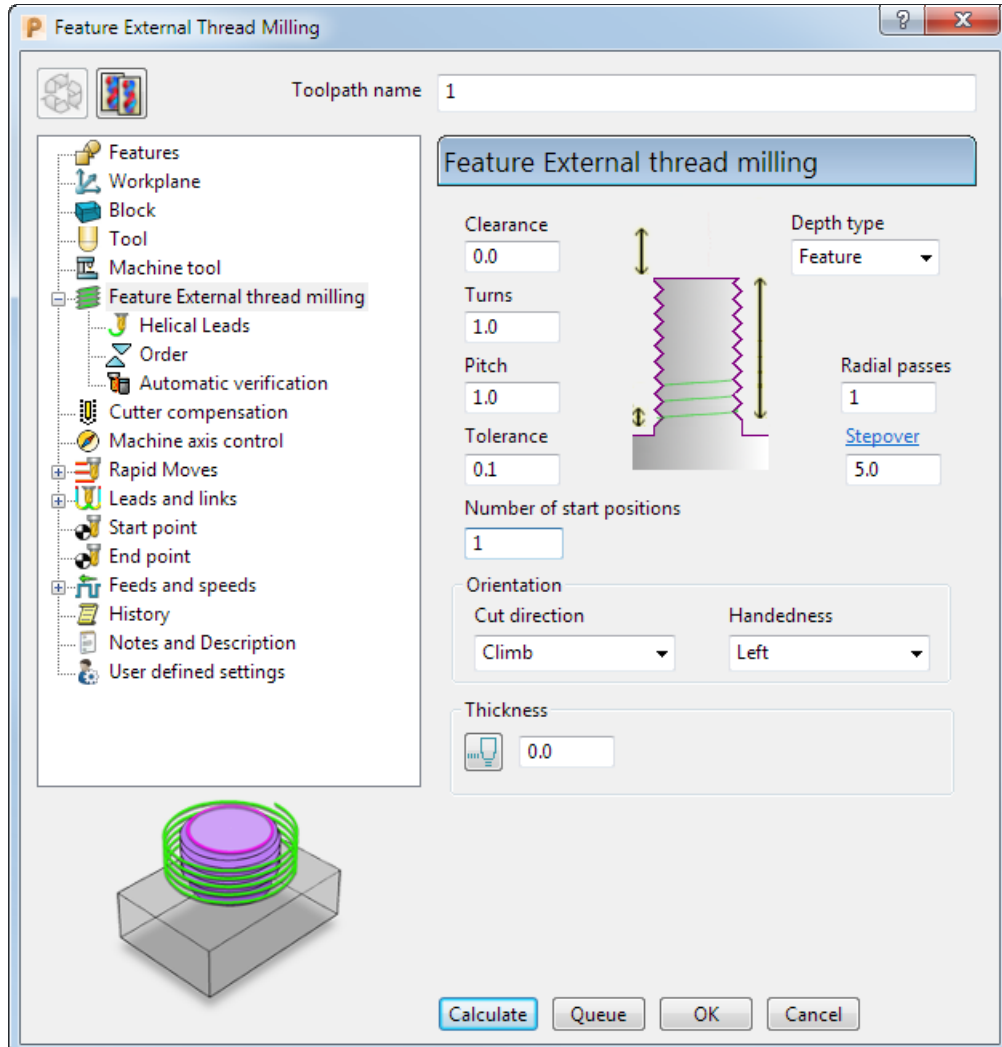 Feature External Thread Milling
Toolpath name 1
Features
Workplane
Block
Tool
Machine tool
Feature External thread milling
Helical Leads
Order
Automatic verification
Cutter compensation
Machine axis control
Rapid Moves
Leads and links
Start point
End point
Feeds and speeds
History
Notes and Description
User defined settings
Feature External thread milling
Clearance
0.0
Depth type
Feature
Turns
1.0
Pitch
1.0
Radial passes
1
Tolerance
0.1
Stepover
5.0
Number of start positions
1
Orientation
Cut direction
Climb
Handedness
Left
Thickness
0.0
Calculate Queue OK Cancel